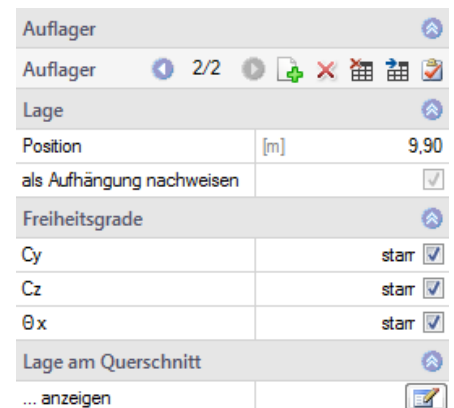 Auflager
Auflager 2/2
Lage
Position [m] 9,90
als Aufhängung nachweisen
Freiheitsgrade
Cy starr
Cz starr
Θx starr
Lage am Querschnitt
... anzeigen